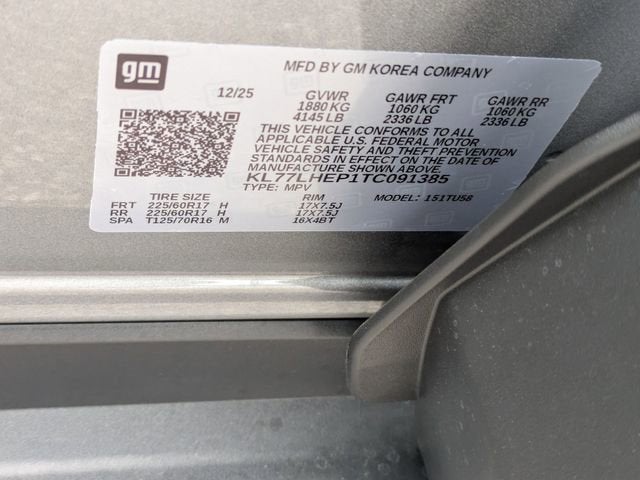 gm
MFD BY GM KOREA COMPANY
12/25 GVWR GAWR FRT GAWR RR
1880 KG 1060 KG 1060 KG
4145 LB 2336 LB 2336 LB
THIS VEHICLE CONFORMS TO ALL
APPLICABLE U.S. FEDERAL MOTOR
VEHICLE SAFETY AND THEFT PREVENTION
STANDARDS IN EFFECT ON THE DATE OF
MANUFACTURE SHOWN ABOVE.
KL77LHEP1TC091385
TYPE: MPV MODEL: 151TU58
TIRE SIZE RIM
FRT 225/60R17 H 17X7.5J
RR 225/60R17 H 17X7.5J
SPA T125/70R16 M 16X4BT